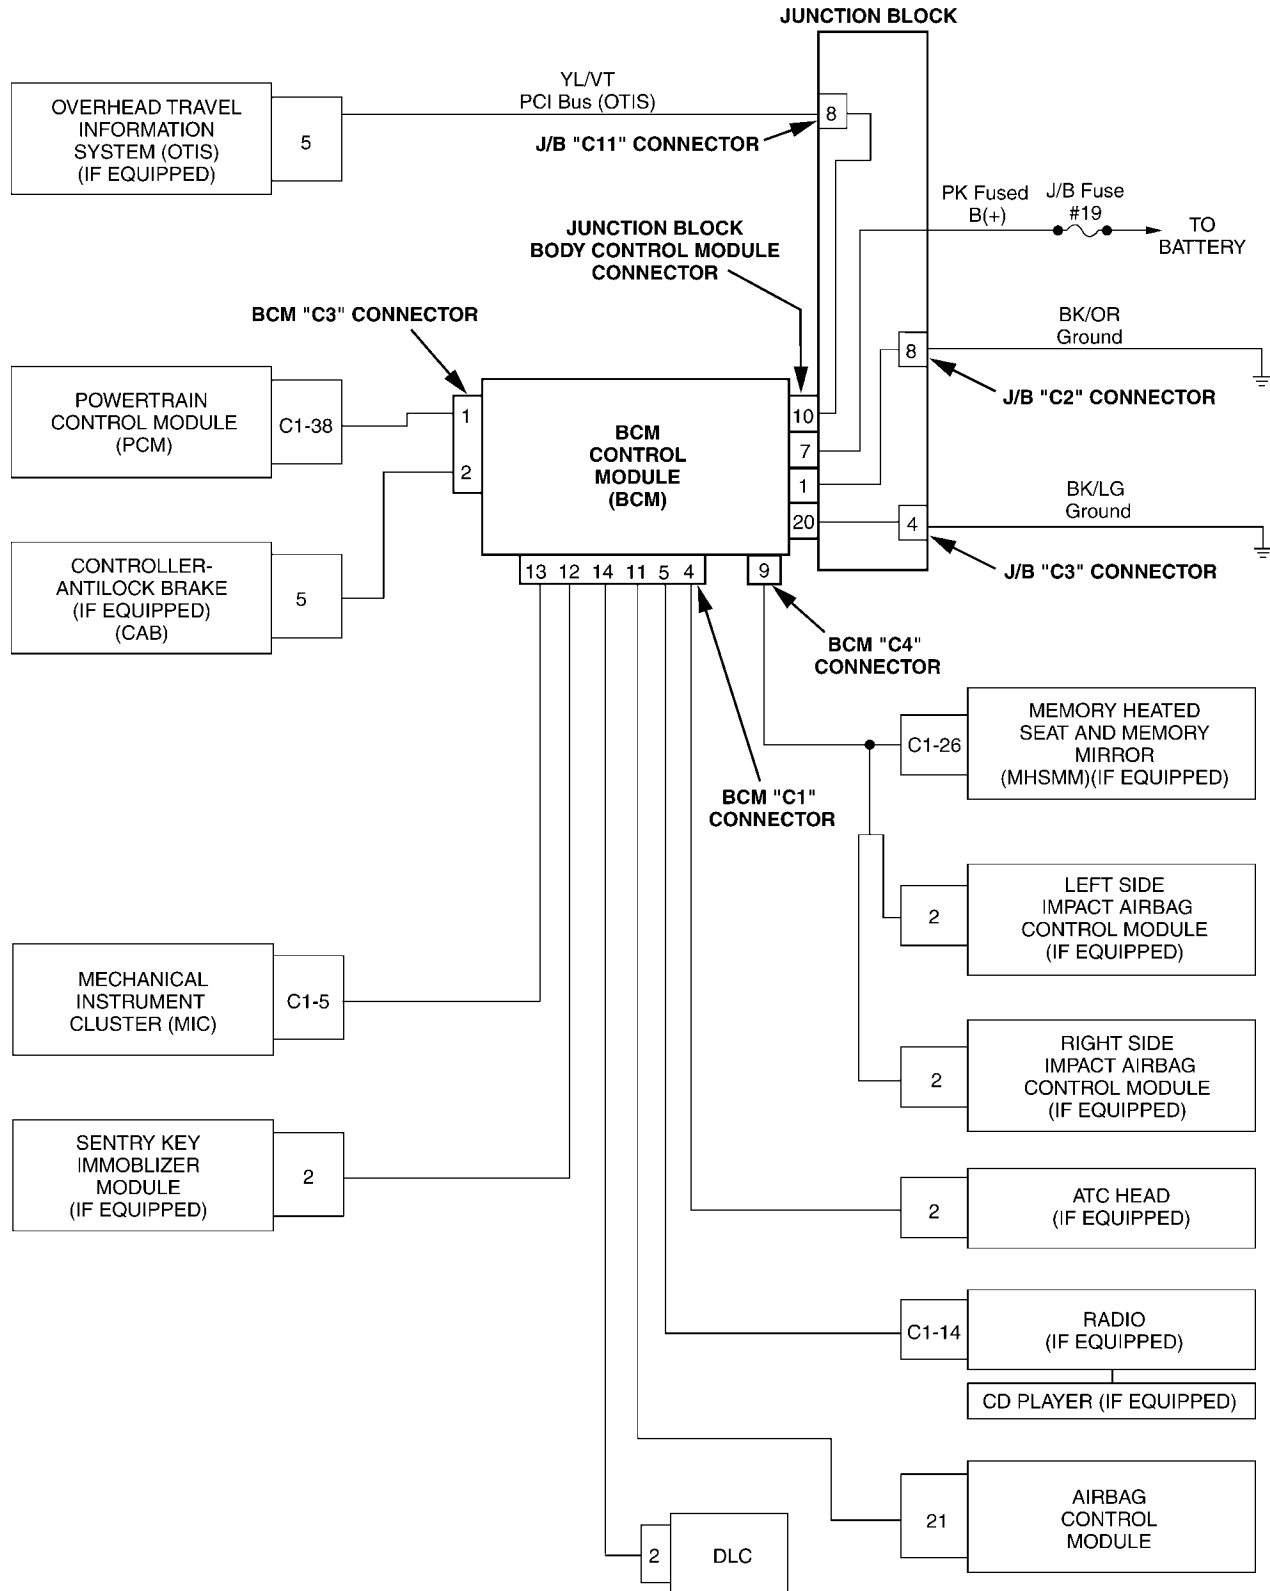 JUNCTION BLOCK
OVERHEAD TRAVEL
INFORMATION
SYSTEM (OTIS)
(IF EQUIPPED)
5
YL/VT
PCI Bus (OTIS)
8
J/B "C11" CONNECTOR
PK Fused
B(+)
J/B Fuse
#19
TO
BATTERY
JUNCTION BLOCK
BODY CONTROL MODULE
CONNECTOR
BCM "C3" CONNECTOR
BK/OR
Ground
8
J/B "C2" CONNECTOR
POWERTRAIN
CONTROL MODULE
(PCM)
C1-38
1
2
BCM
CONTROL
MODULE
(BCM)
10
7
1
20
BK/LG
Ground
4
J/B "C3" CONNECTOR
CONTROLLER-
ANTILOCK BRAKE
(IF EQUIPPED)
(CAB)
5
13 12 14 11 5 4
9
BCM "C4"
CONNECTOR
BCM "C1"
CONNECTOR
C1-26
MEMORY HEATED
SEAT AND MEMORY
MIRROR
(MHSMM)(IF EQUIPPED)
2
LEFT SIDE
IMPACT AIRBAG
CONTROL MODULE
(IF EQUIPPED)
MECHANICAL
INSTRUMENT
CLUSTER (MIC)
C1-5
2
RIGHT SIDE
IMPACT AIRBAG
CONTROL MODULE
(IF EQUIPPED)
SENTRY KEY
IMMOBLIZER
MODULE
(IF EQUIPPED)
2
2
ATC HEAD
(IF EQUIPPED)
C1-14
RADIO
(IF EQUIPPED)
CD PLAYER (IF EQUIPPED)
21
AIRBAG
CONTROL
MODULE
2
DLC